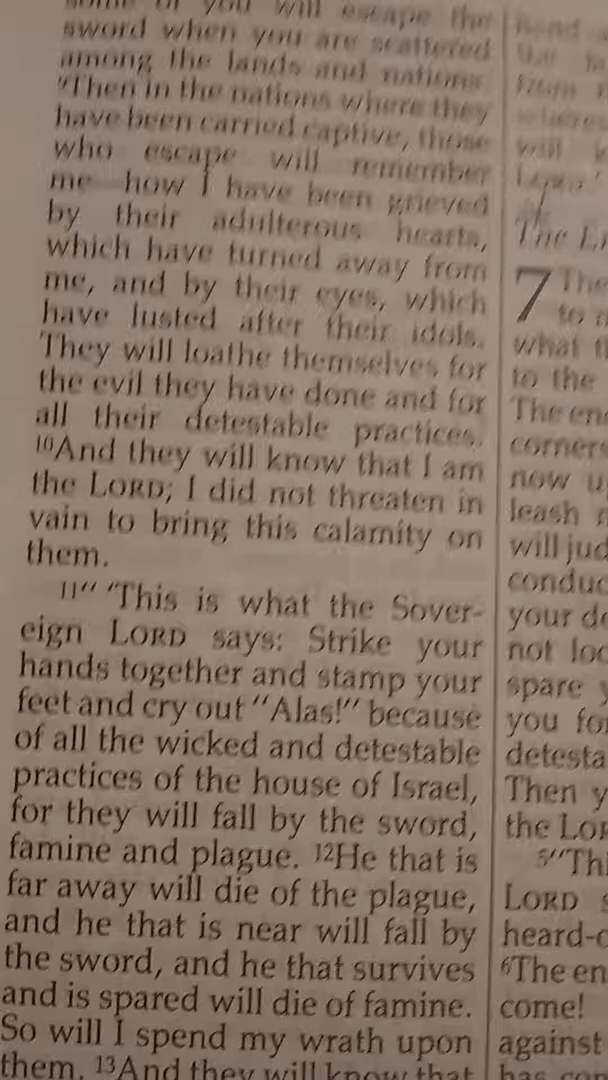 some of you will escape the
sword when you are scattered
among the lands and nations.
⁹Then in the nations where they
have been carried captive, those
who escape will remember
me—how I have been grieved
by their adulterous hearts,
which have turned away from
me, and by their eyes, which
have lusted after their idols.
They will loathe themselves for
the evil they have done and for
all their detestable practices.
¹⁰And they will know that I am
the LORD; I did not threaten in
vain to bring this calamity on
them.
¹¹" 'This is what the Sover-
eign LORD says: Strike your
hands together and stamp your
feet and cry out "Alas!" because
of all the wicked and detestable
practices of the house of Israel,
for they will fall by the sword,
famine and plague. ¹²He that is
far away will die of the plague,
and he that is near will fall by
the sword, and he that survives
and is spared will die of famine.
So will I spend my wrath upon
them. ¹³And they will know that
will
LORD.'
The
7 The
to
what
to the
The
corners
now
leash
will
your
not
spare
you
Then
the
⁵"
LORD
⁶The
come!
against
has